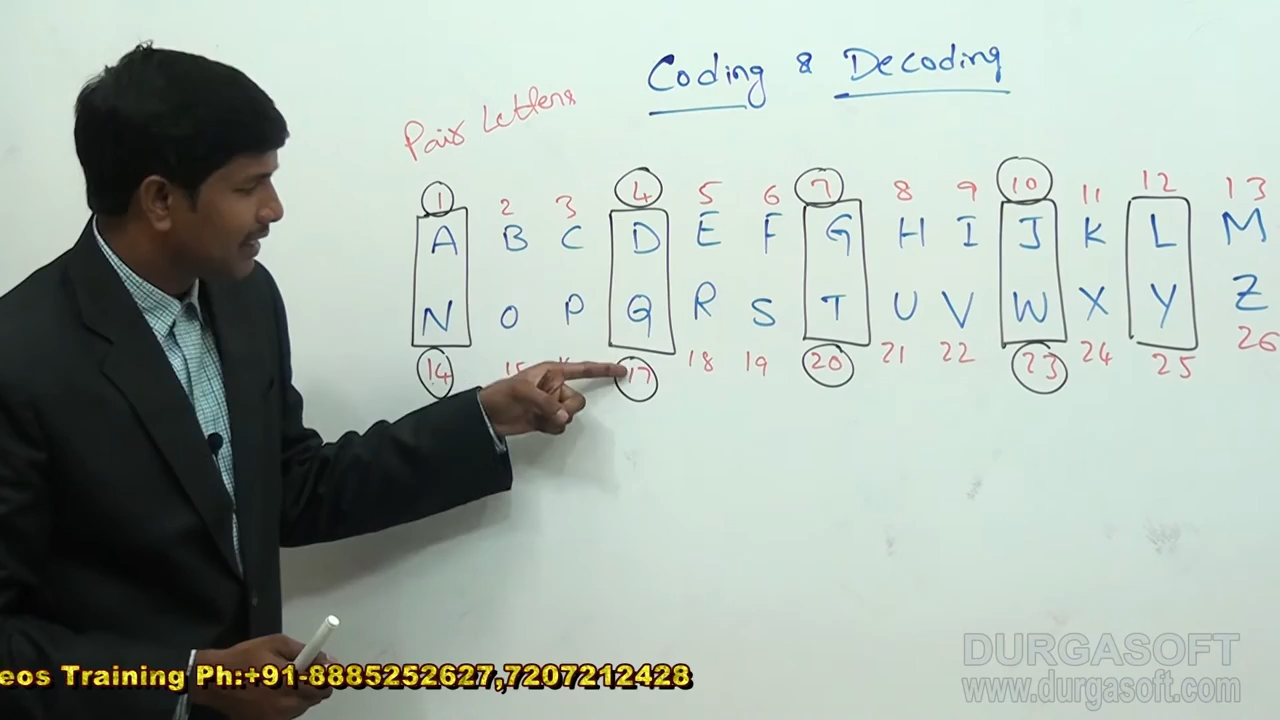 Coding & Decoding
Pair Letters
1 2 3 4 5 6 7 8 9 10 11 12 13
A B C D E F G H I J K L M
N O P Q R S T U V W X Y Z
14 15 17 18 19 20 21 22 23 24 25 26
DURGASOFT
www.durgasoft.com
eos Training Ph:+91-8885252627,7207212428